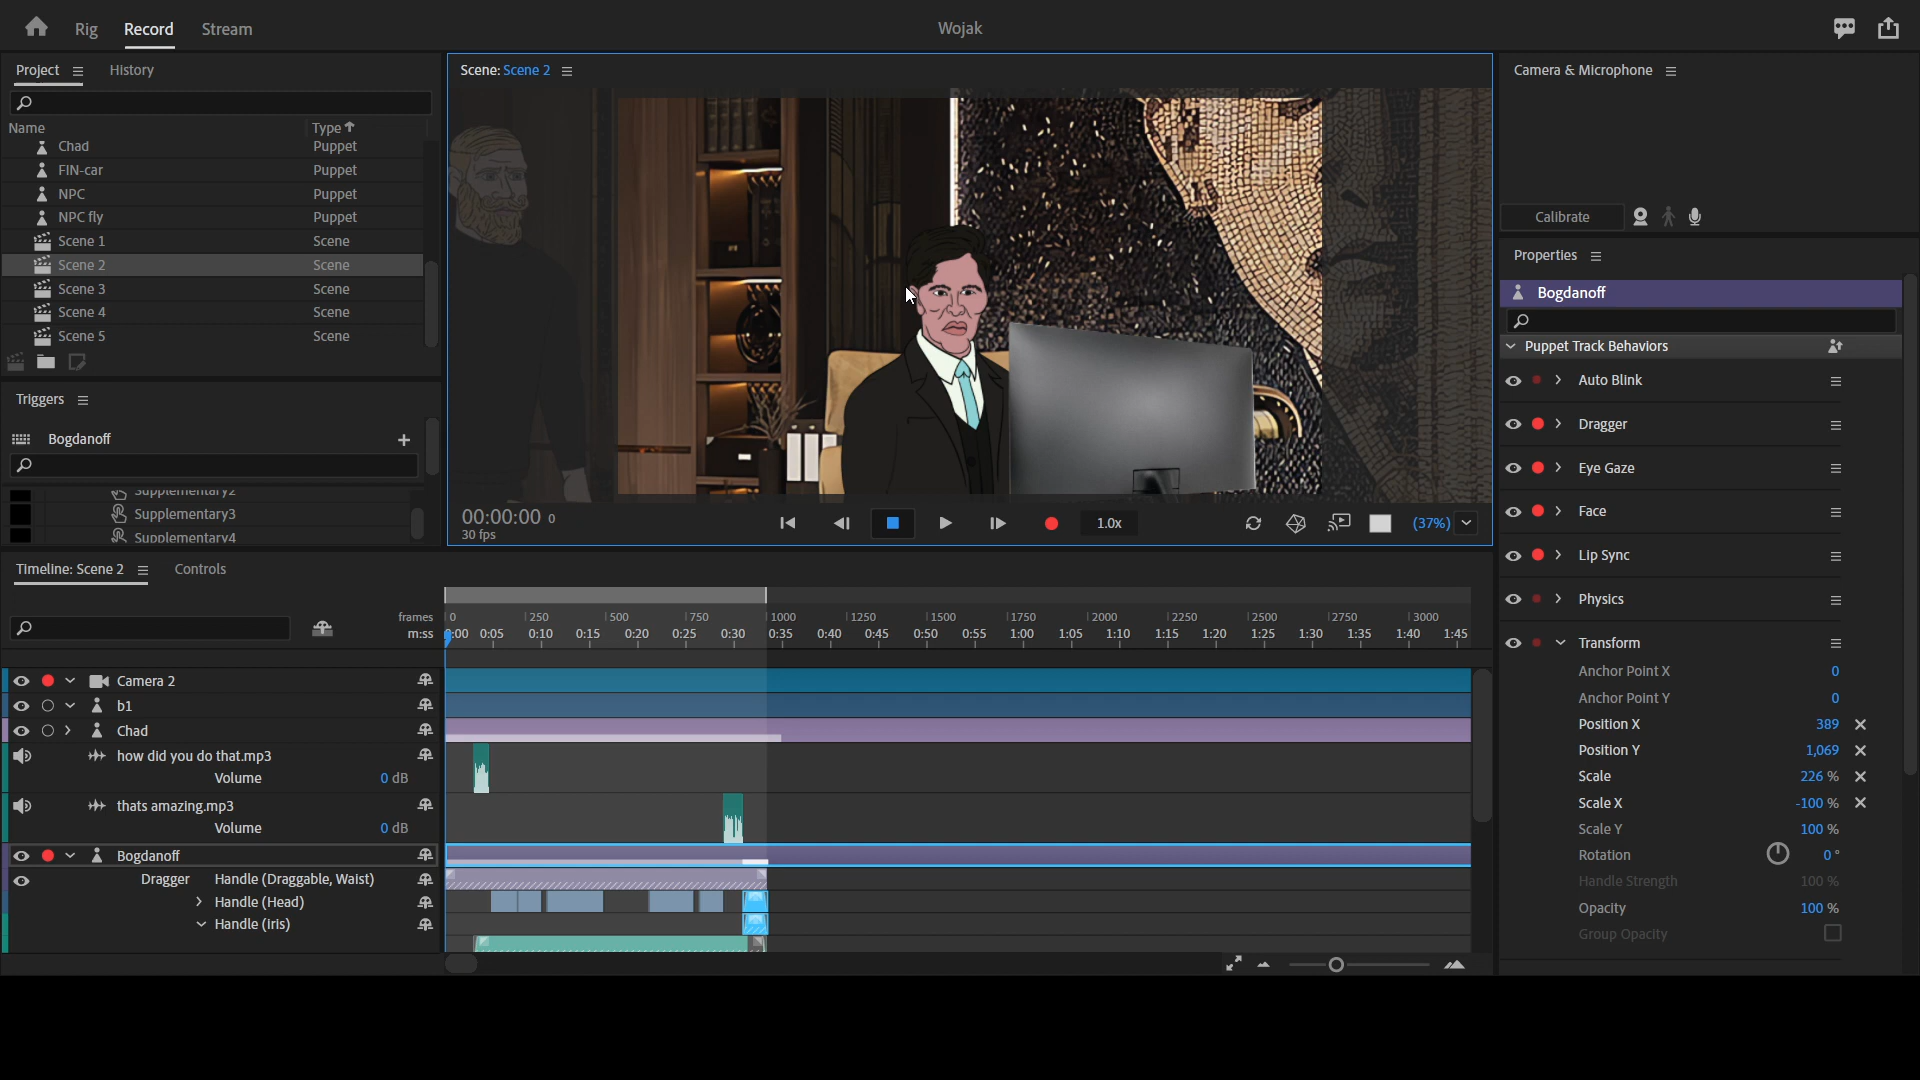 Rig Record Stream
Wojak
Project
History
Name Type
Chad Puppet
FIN-car Puppet
NPC Puppet
NPC fly Puppet
Scene 1 Scene
Scene 2 Scene
Scene 3 Scene
Scene 4 Scene
Scene 5 Scene
Triggers
Bogdanoff
Supplementary2
Supplementary3
Supplementary4
Scene: Scene 2
00:00:00 0
30 fps
1.0x
(37%)
Camera & Microphone
Calibrate
Properties
Bogdanoff
Puppet Track Behaviors
Auto Blink
Dragger
Eye Gaze
Face
Lip Sync
Physics
Transform
Anchor Point X 0
Anchor Point Y 0
Position X 389
Position Y 1,069
Scale 226 %
Scale X -100 %
Scale Y 100 %
Rotation 0 °
Handle Strength 100 %
Opacity 100 %
Group Opacity
Timeline: Scene 2
Controls
frames 0 250 500 750 1000 1250 1500 1750 2000 2250 2500 2750 3000
m:ss 0:00 0:05 0:10 0:15 0:20 0:25 0:30 0:35 0:40 0:45 0:50 0:55 1:00 1:05 1:10 1:15 1:20 1:25 1:30 1:35 1:40 1:45
Camera 2
b1
Chad
how did you do that.mp3
Volume 0 dB
thats amazing.mp3
Volume 0 dB
Bogdanoff
Dragger Handle (Draggable, Waist)
Handle (Head)
Handle (Iris)